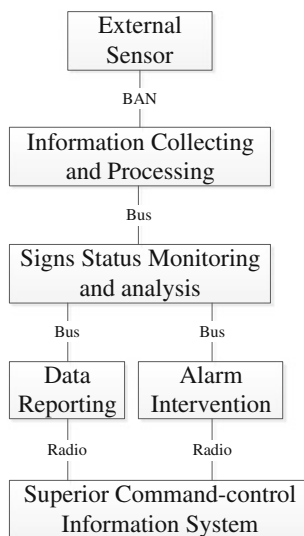 External
Sensor
BAN
Information Collecting
and Processing
Bus
Signs Status Monitoring
and analysis
Bus
Bus
Data
Reporting
Alarm
Intervention
Radio
Radio
Superior Command-control
Information System